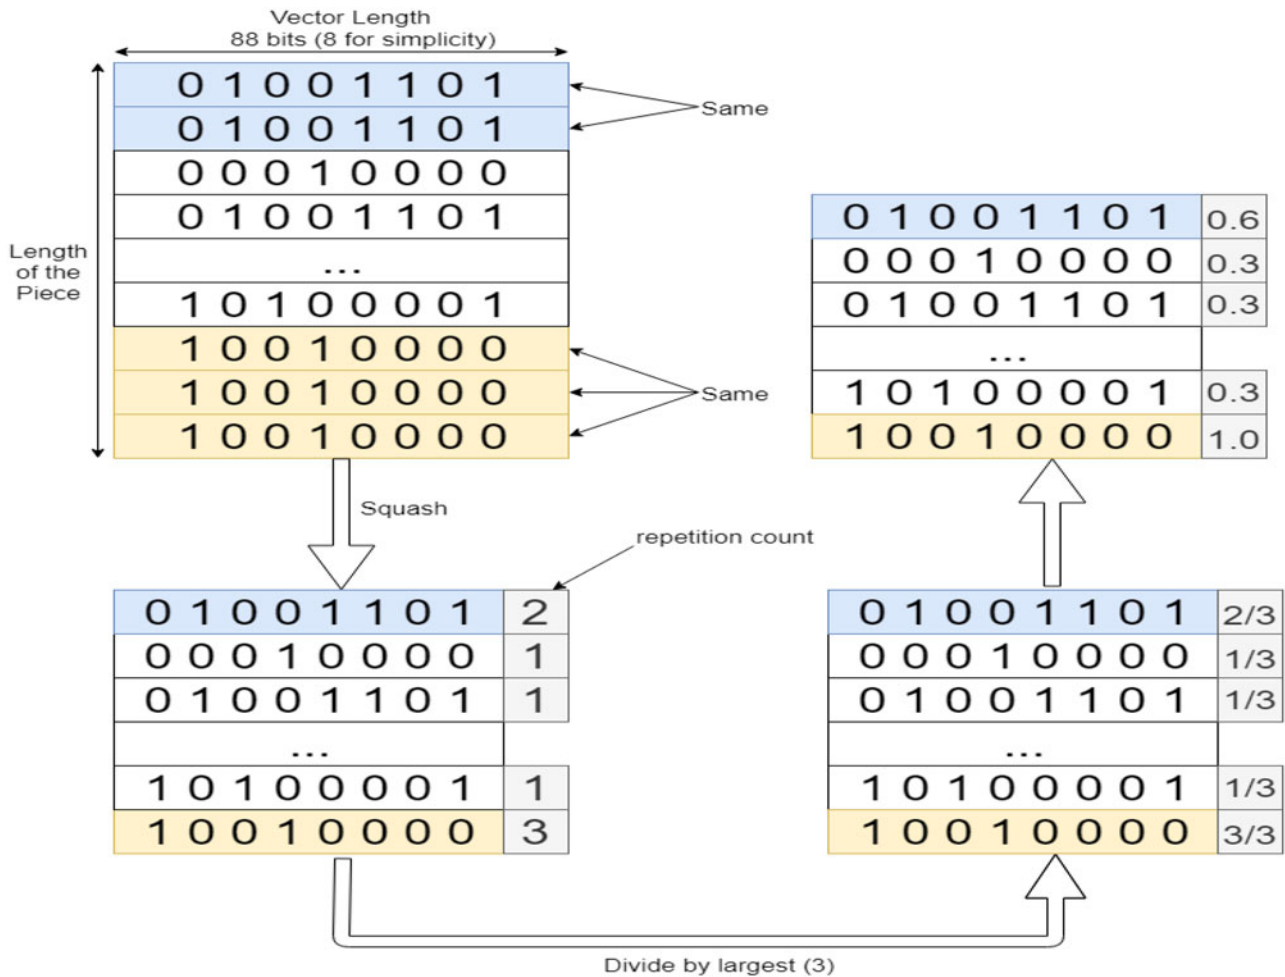 Vector Length
88 bits (8 for simplicity)
0 1 0 0 1 1 0 1
0 1 0 0 1 1 0 1
Same
0 0 0 1 0 0 0 0
0 1 0 0 1 1 0 1
...
1 0 1 0 0 0 0 1
1 0 0 1 0 0 0 0
1 0 0 1 0 0 0 0
1 0 0 1 0 0 0 0
Same
Length
of the
Piece
Squash
repetition count
0 1 0 0 1 1 0 1 2
0 0 0 1 0 0 0 0 1
0 1 0 0 1 1 0 1 1
...
1 0 1 0 0 0 0 1 1
1 0 0 1 0 0 0 0 3
Divide by largest (3)
0 1 0 0 1 1 0 1 2/3
0 0 0 1 0 0 0 0 1/3
0 1 0 0 1 1 0 1 1/3
...
1 0 1 0 0 0 0 1 1/3
1 0 0 1 0 0 0 0 3/3
0 1 0 0 1 1 0 1 0.6
0 0 0 1 0 0 0 0 0.3
0 1 0 0 1 1 0 1 0.3
...
1 0 1 0 0 0 0 1 0.3
1 0 0 1 0 0 0 0 1.0